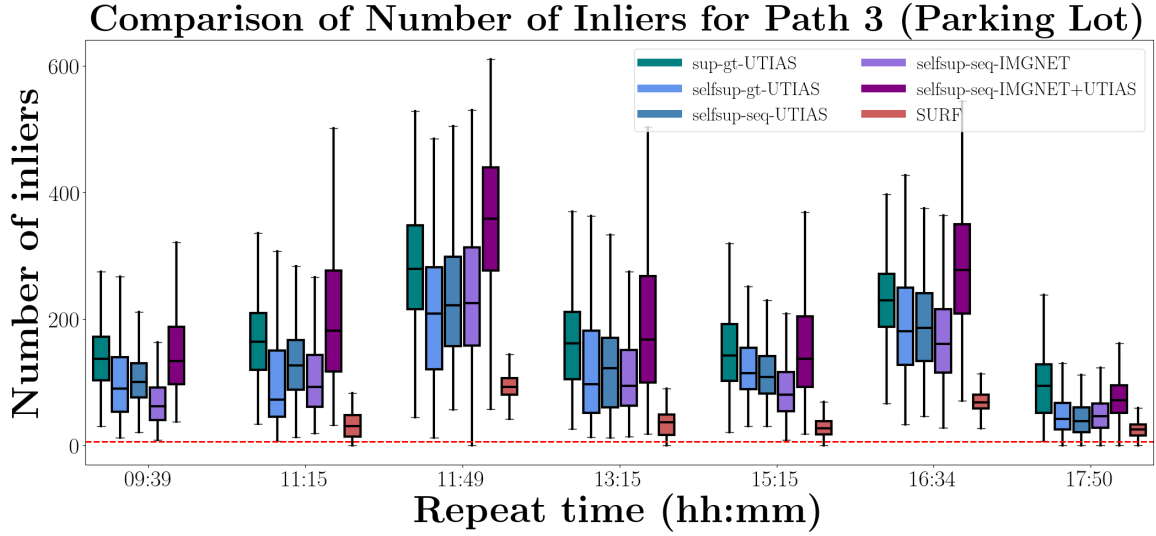 Comparison of Number of Inliers for Path 3 (Parking Lot)
sup-gt-UTIAS
selfsup-gt-UTIAS
selfsup-seq-UTIAS
selfsup-seq-IMGNET
selfsup-seq-IMGNET+UTIAS
SURF
Number of inliers
600
400
200
0
09:39 11:15 11:49 13:15 15:15 16:34 17:50
Repeat time (hh:mm)